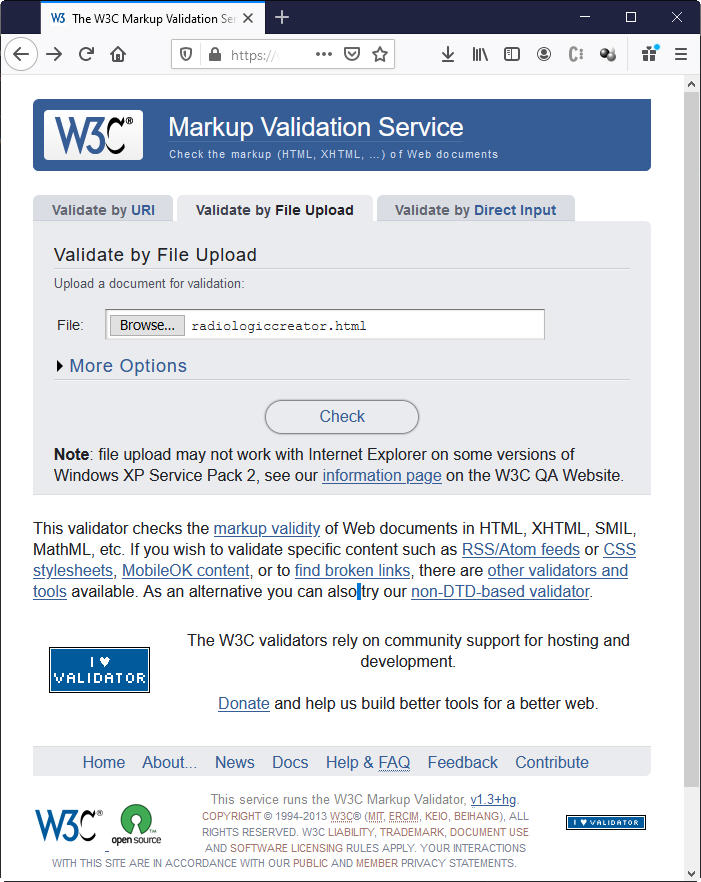 The W3C Markup Validation Ser
https://
W3C®
Markup Validation Service
Check the markup (HTML, XHTML, …) of Web documents
Validate by URI
Validate by File Upload
Validate by Direct Input
Validate by File Upload
Upload a document for validation:
File: Browse... radiologiccreator.html
More Options
Check
Note: file upload may not work with Internet Explorer on some versions of
Windows XP Service Pack 2, see our information page on the W3C QA Website.
This validator checks the markup validity of Web documents in HTML, XHTML, SMIL,
MathML, etc. If you wish to validate specific content such as RSS/Atom feeds or CSS
stylesheets, MobileOK content, or to find broken links, there are other validators and
tools available. As an alternative you can also try our non-DTD-based validator.
I ♥
VALIDATOR
The W3C validators rely on community support for hosting and
development.
Donate and help us build better tools for a better web.
Home About... News Docs Help & FAQ Feedback Contribute
W3C®
open source
This service runs the W3C Markup Validator, v1.3+hg.
COPYRIGHT © 1994-2013 W3C® (MIT, ERCIM, KEIO, BEIHANG), ALL
RIGHTS RESERVED. W3C LIABILITY, TRADEMARK, DOCUMENT USE
AND SOFTWARE LICENSING RULES APPLY. YOUR INTERACTIONS
WITH THIS SITE ARE IN ACCORDANCE WITH OUR PUBLIC AND MEMBER PRIVACY STATEMENTS.
I ♥ VALIDATOR